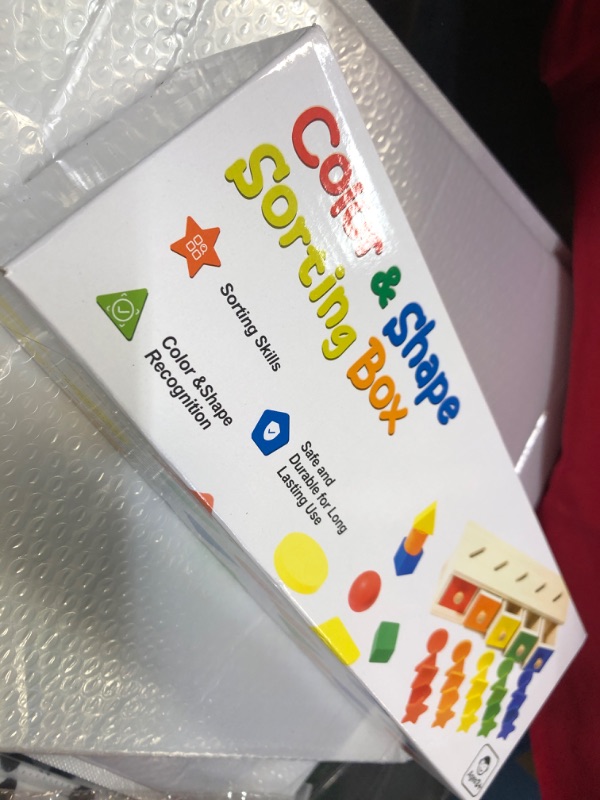 Color & Shape
Sorting Box
Sorting Skills
Color &Shape
Recognition
Safe and
Durable for Long
Lasting Use